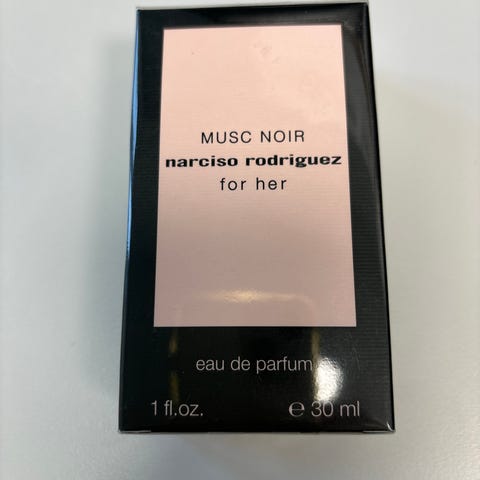 MUSC NOIR
narciso rodriguez
for her
eau de parfum
1 fl.oz. ℮ 30 ml